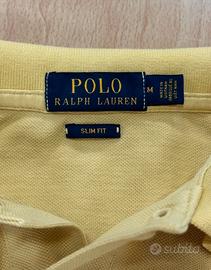 POLO
RALPH LAUREN
M
SLIM FIT
subito